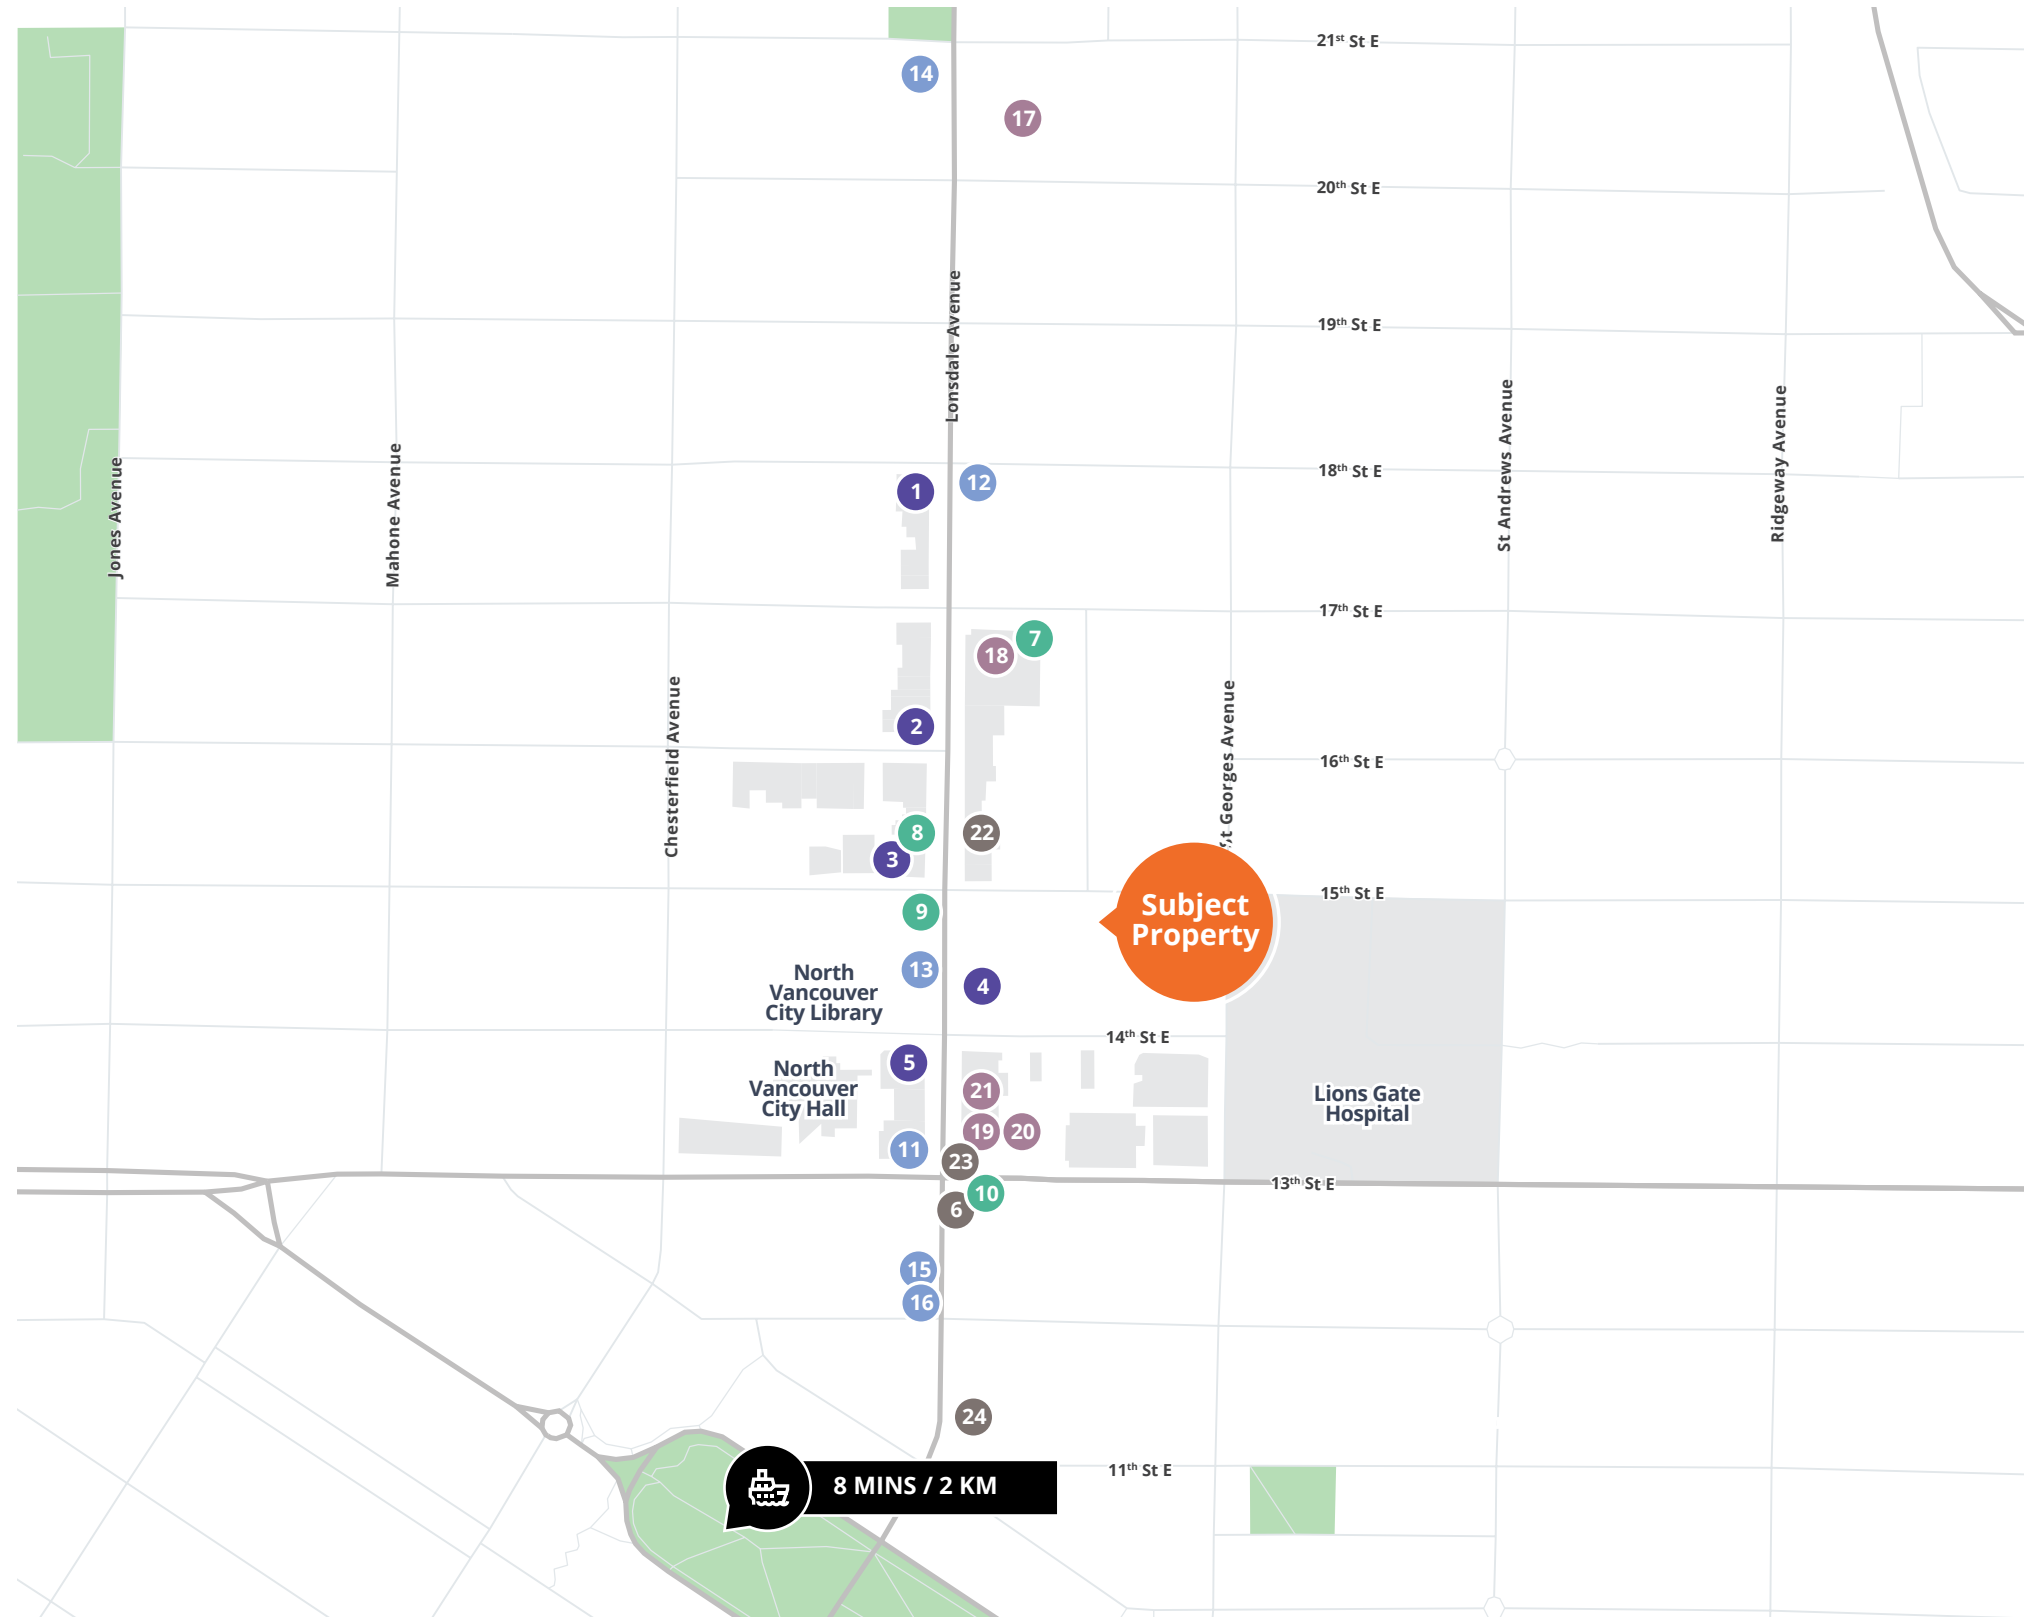 21st St E
14
17
20th St E
19th St E
Lonsdale Avenue
18th St E
1
12
St Andrews Avenue
Ridgeway Avenue
Mahone Avenue
Jones Avenue
17th St E
7
18
2
Chesterfield Avenue
St Georges Avenue
16th St E
8
22
3
15th St E
9
Subject
Property
13
4
North
Vancouver
City Library
14th St E
5
North
Vancouver
City Hall
21
Lions Gate
Hospital
19
20
11
23
13th St E
10
6
15
16
24
11th St E
8 MINS / 2 KM